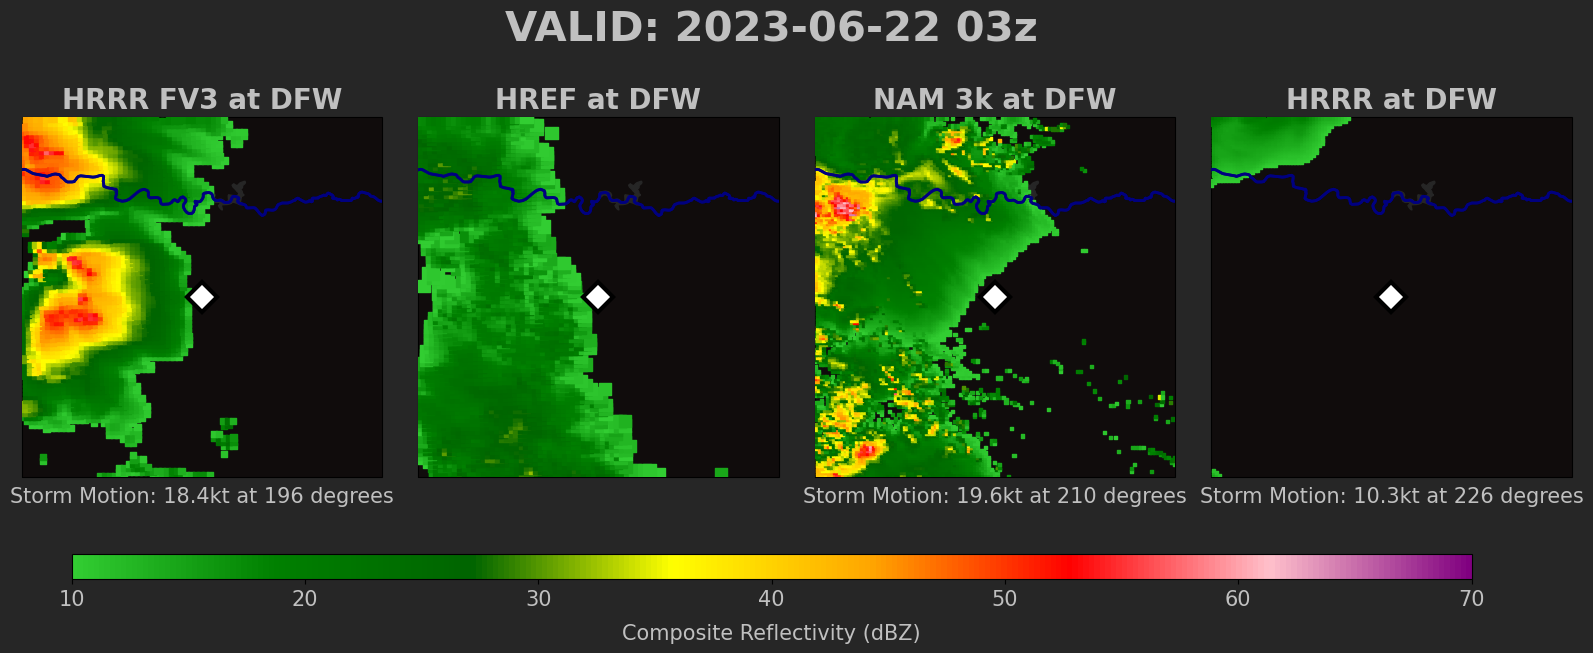 VALID: 2023-06-22 03z
HRRR FV3 at DFW
HREF at DFW
NAM 3k at DFW
HRRR at DFW
Storm Motion: 18.4kt at 196 degrees
Storm Motion: 19.6kt at 210 degrees
Storm Motion: 10.3kt at 226 degrees
10 20 30 40 50 60 70
Composite Reflectivity (dBZ)